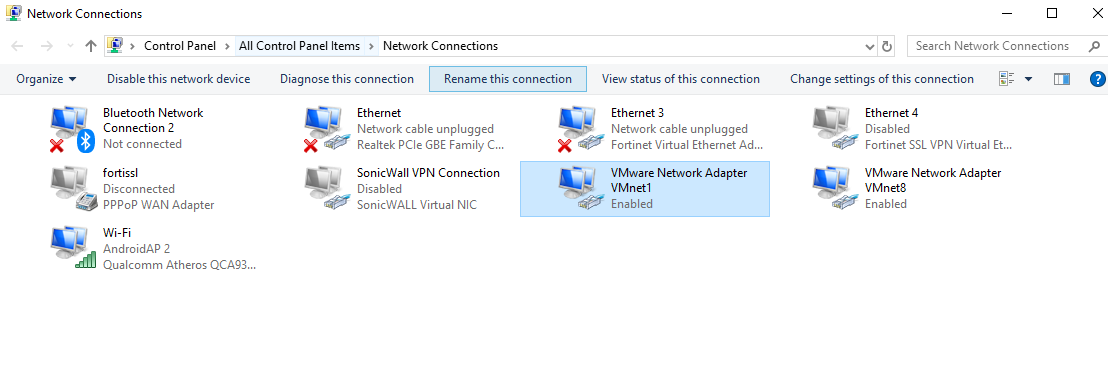 Network Connections
Control Panel > All Control Panel Items > Network Connections
Search Network Connections
Organize Disable this network device Diagnose this connection Rename this connection View status of this connection Change settings of this connection
Bluetooth Network
Connection 2
Not connected
Ethernet
Network cable unplugged
Realtek PCIe GBE Family C...
Ethernet 3
Network cable unplugged
Fortinet Virtual Ethernet Ad...
Ethernet 4
Disabled
Fortinet SSL VPN Virtual Et...
fortissl
Disconnected
PPPoP WAN Adapter
SonicWall VPN Connection
Disabled
SonicWALL Virtual NIC
VMware Network Adapter
VMnet1
Enabled
VMware Network Adapter
VMnet8
Enabled
Wi-Fi
AndroidAP 2
Qualcomm Atheros QCA93...